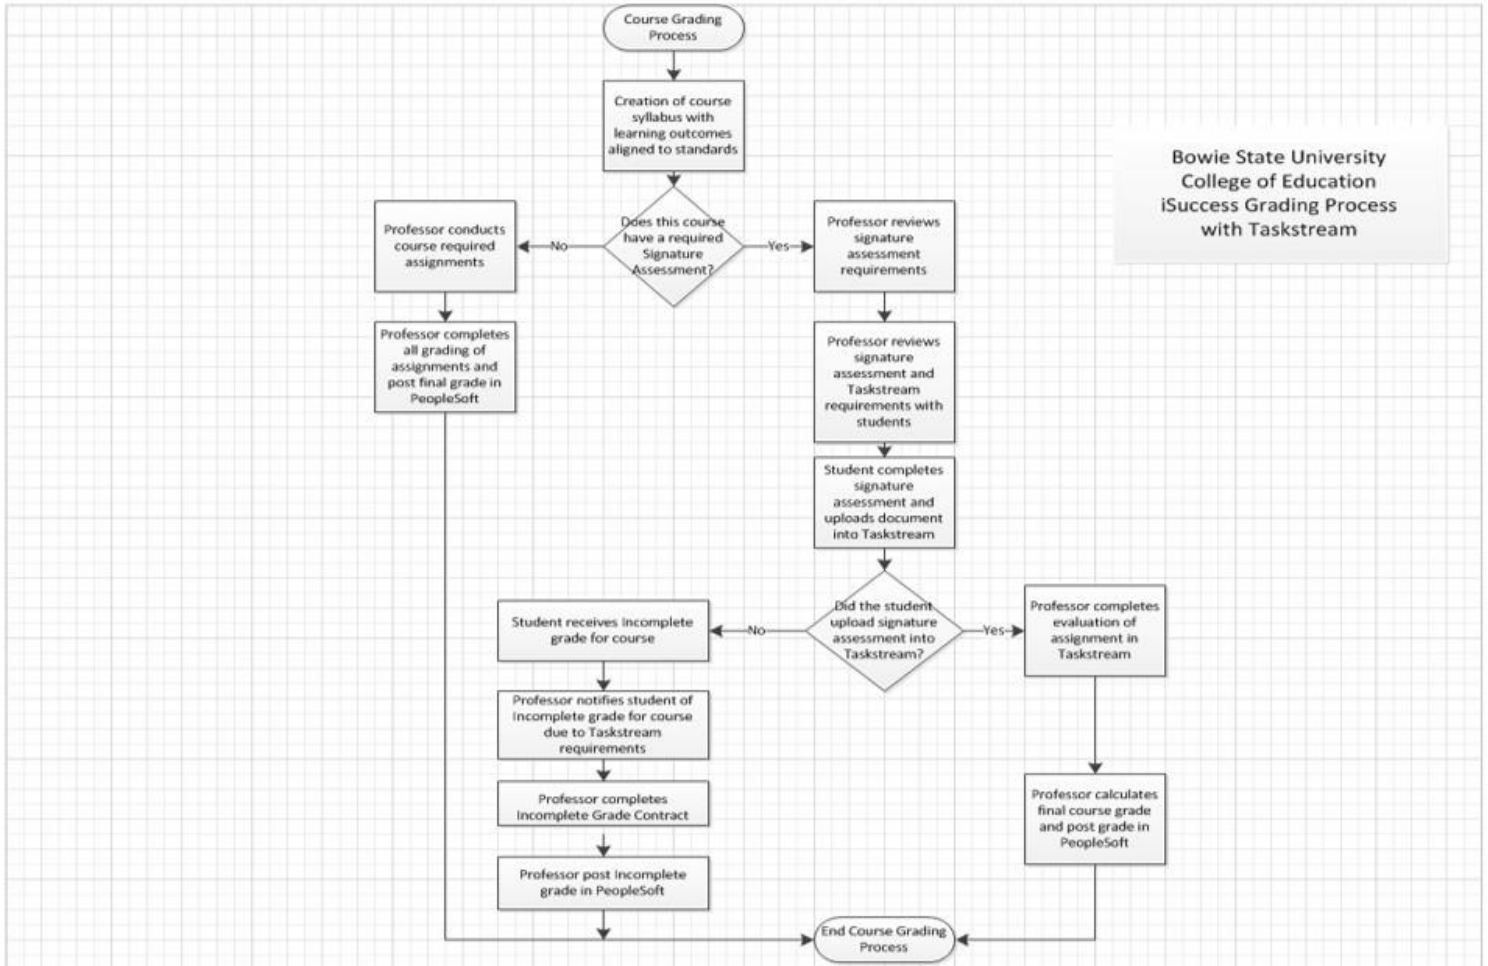 Course Grading
Process
Creation of course
syllabus with
learning outcomes
aligned to standards
Bowie State University
College of Education
iSuccess Grading Process
with Taskstream
Does this course
have a required
Signature
Assessment?
No
Yes
Professor conducts
course required
assignments
Professor completes
all grading of
assignments and
post final grade in
PeopleSoft
Professor reviews
signature
assessment
requirements
Professor reviews
signature
assessment and
Taskstream
requirements with
students
Student completes
signature
assessment and
uploads document
into Taskstream
Did the student
upload signature
assessment into
Taskstream?
No
Yes
Student receives Incomplete
grade for course
Professor notifies student of
Incomplete grade for course
due to Taskstream
requirements
Professor completes
Incomplete Grade Contract
Professor post Incomplete
grade in PeopleSoft
Professor completes
evaluation of
assignment in
Taskstream
Professor calculates
final course grade
and post grade in
PeopleSoft
End Course Grading
Process